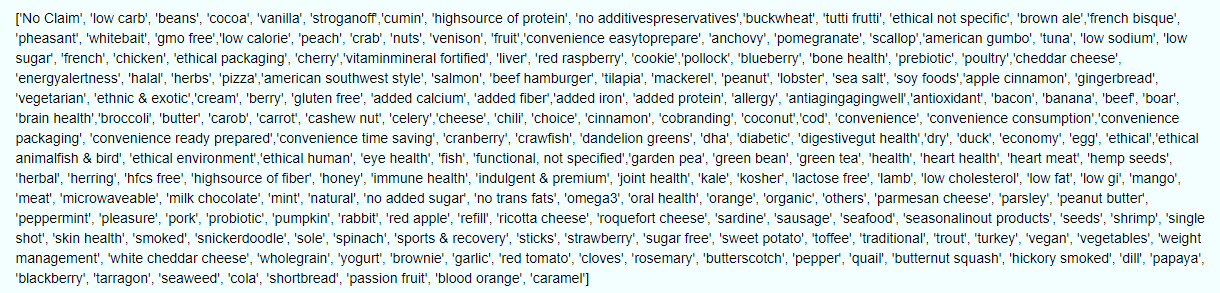 ['No Claim', 'low carb', 'beans', 'cocoa', 'vanilla', 'stroganoff','cumin', 'highsource of protein', 'no additivespreservatives','buckwheat', 'tutti frutti', 'ethical not specific', 'brown ale','french bisque',
'pheasant', 'whitebait', 'gmo free','low calorie', 'peach', 'crab', 'nuts', 'venison', 'fruit','convenience easytoprepare', 'anchovy', 'pomegranate', 'scallop','american gumbo', 'tuna', 'low sodium', 'low
sugar', 'french', 'chicken', 'ethical packaging', 'cherry','vitaminmineral fortified', 'liver', 'red raspberry', 'cookie','pollock', 'blueberry', 'bone health', 'prebiotic', 'poultry','cheddar cheese',
'energyalertness', 'halal', 'herbs', 'pizza','american southwest style', 'salmon', 'beef hamburger', 'tilapia', 'mackerel', 'peanut', 'lobster', 'sea salt', 'soy foods','apple cinnamon', 'gingerbread',
'vegetarian', 'ethnic & exotic','cream', 'berry', 'gluten free', 'added calcium', 'added fiber','added iron', 'added protein', 'allergy', 'antiagingagingwell','antioxidant', 'bacon', 'banana', 'beef', 'boar',
'brain health','broccoli', 'butter', 'carob', 'carrot', 'cashew nut', 'celery','cheese', 'chili', 'choice', 'cinnamon', 'cobranding', 'coconut','cod', 'convenience', 'convenience consumption','convenience
packaging', 'convenience ready prepared','convenience time saving', 'cranberry', 'crawfish', 'dandelion greens', 'dha', 'diabetic', 'digestivegut health','dry', 'duck', 'economy', 'egg', 'ethical','ethical
animalfish & bird', 'ethical environment','ethical human', 'eye health', 'fish', 'functional, not specified','garden pea', 'green bean', 'green tea', 'health', 'heart health', 'heart meat', 'hemp seeds',
'herbal', 'herring', 'hfcs free', 'highsource of fiber', 'honey', 'immune health', 'indulgent & premium', 'joint health', 'kale', 'kosher', 'lactose free', 'lamb', 'low cholesterol', 'low fat', 'low gi', 'mango',
'meat', 'microwaveable', 'milk chocolate', 'mint', 'natural', 'no added sugar', 'no trans fats', 'omega3', 'oral health', 'orange', 'organic', 'others', 'parmesan cheese', 'parsley', 'peanut butter',
'peppermint', 'pleasure', 'pork', 'probiotic', 'pumpkin', 'rabbit', 'red apple', 'refill', 'ricotta cheese', 'roquefort cheese', 'sardine', 'sausage', 'seafood', 'seasonalinout products', 'seeds', 'shrimp', 'single
shot', 'skin health', 'smoked', 'snickerdoodle', 'sole', 'spinach', 'sports & recovery', 'sticks', 'strawberry', 'sugar free', 'sweet potato', 'toffee', 'traditional', 'trout', 'turkey', 'vegan', 'vegetables', 'weight
management', 'white cheddar cheese', 'wholegrain', 'yogurt', 'brownie', 'garlic', 'red tomato', 'cloves', 'rosemary', 'butterscotch', 'pepper', 'quail', 'butternut squash', 'hickory smoked', 'dill', 'papaya',
'blackberry', 'tarragon', 'seaweed', 'cola', 'shortbread', 'passion fruit', 'blood orange', 'caramel']